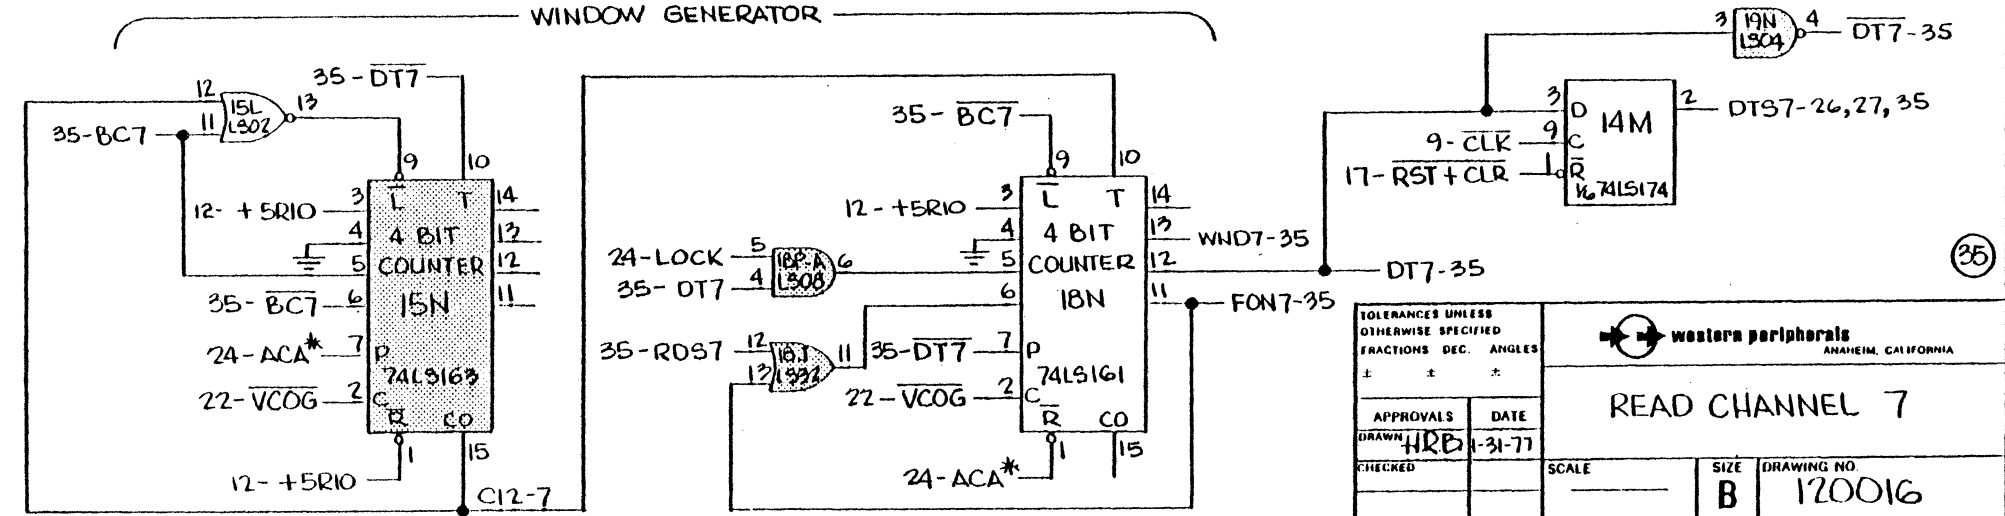 WINDOW GENERATOR
12
11
15L
LS02
13
35-BC7
35-DT7
9
10
L
T
12- +5R10
3
4
5
35-BC7
6
24-ACA*
7
P
22-VCOG
2
C
4 BIT
COUNTER
15N
74LS163
R
CO
14
13
12
11
1
15
12- +5R10
C12-7
35-BC7
9
10
L
T
12-+5R10
3
4
24-LOCK
5
35-DT7
4
LS08
6
5
6
35-RDS7
12
13
18J
LS32
11
35-DT7
7
P
22-VCOG
2
C
4 BIT
COUNTER
18N
74LS161
R
CO
14
13
WND7-35
12
DT7-35
11
FON7-35
1
15
24-ACA*
3
19N
LS04
4
DT7-35
3
D
14M
2
DTS7-26,27,35
9-CLK
9
C
17-RST+CLR
1
R
1/6 74LS174
35
TOLERANCES UNLESS
OTHERWISE SPECIFIED
FRACTIONS DEC. ANGLES
± ± ±
western peripherals
ANAHEIM, CALIFORNIA
READ CHANNEL 7
APPROVALS DATE
DRAWN HRB 1-31-77
CHECKED
SCALE
SIZE
B
DRAWING NO.
120016